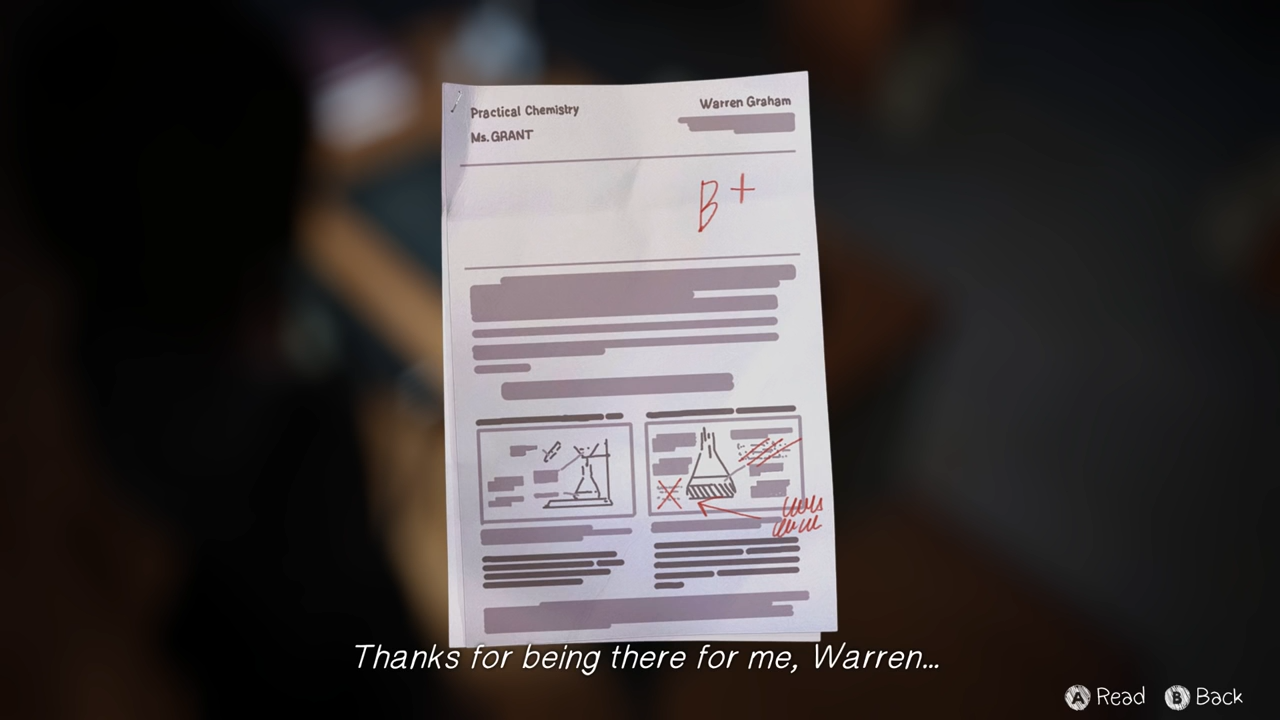 Practical Chemistry
Warren Graham
Ms. GRANT
B+
Thanks for being there for me, Warren...
A Read B Back